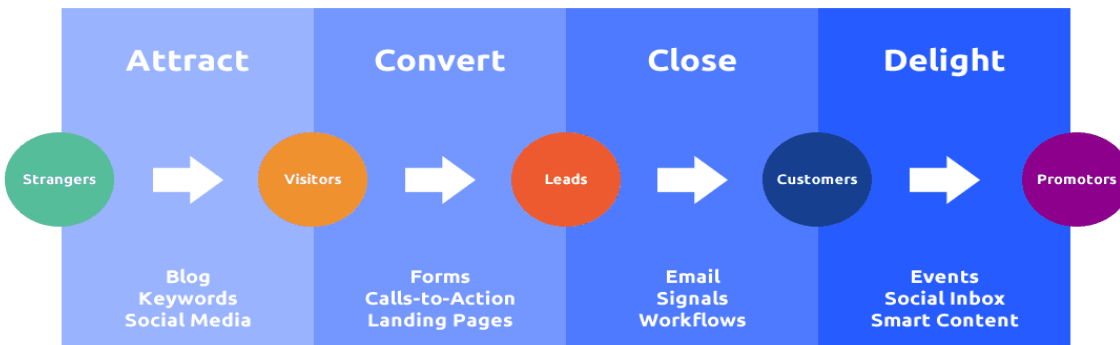 Attract
Convert
Close
Delight
Strangers
Visitors
Leads
Customers
Promotors
Blog
Keywords
Social Media
Forms
Calls-to-Action
Landing Pages
Email
Signals
Workflows
Events
Social Inbox
Smart Content